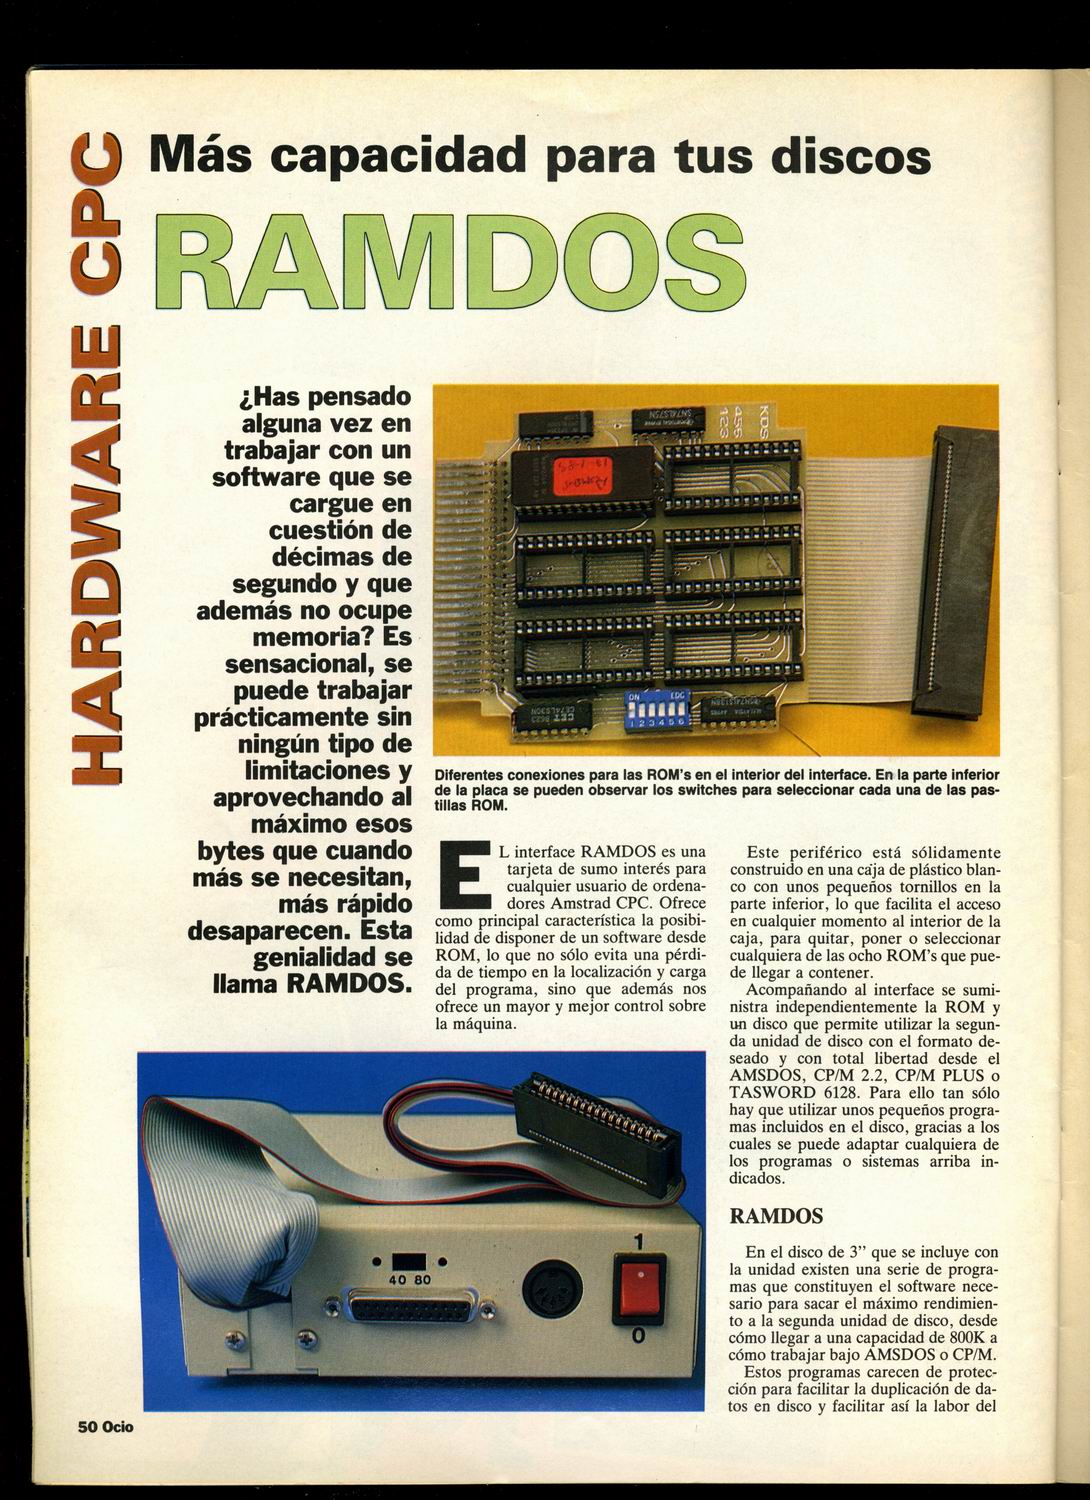 HARDWARE CPC
Más capacidad para tus discos
RAMDOS
¿Has pensado
alguna vez en
trabajar con un
software que se
cargue en
cuestión de
décimas de
segundo y que
además no ocupe
memoria? Es
sensacional, se
puede trabajar
prácticamente sin
ningún tipo de
limitaciones y
aprovechando al
máximo esos
bytes que cuando
más se necesitan,
más rápido
desaparecen. Esta
genialidad se
llama RAMDOS.
KDS
455
123
SN74LS75N
ON EDG
1 2 3 4 5 6
Diferentes conexiones para las ROM's en el interior del interface. En la parte inferior
de la placa se pueden observar los switches para seleccionar cada una de las pas-
tillas ROM.
EL interface RAMDOS es una
tarjeta de sumo interés para
cualquier usuario de ordena-
dores Amstrad CPC. Ofrece
como principal característica la posibi-
lidad de disponer de un software desde
ROM, lo que no sólo evita una pérdi-
da de tiempo en la localización y carga
del programa, sino que además nos
ofrece un mayor y mejor control sobre
la máquina.
Este periférico está sólidamente
construido en una caja de plástico blan-
co con unos pequeños tornillos en la
parte inferior, lo que facilita el acceso
en cualquier momento al interior de la
caja, para quitar, poner o seleccionar
cualquiera de las ocho ROM's que pue-
de llegar a contener.
Acompañando al interface se sumi-
nistra independientemente la ROM y
un disco que permite utilizar la segun-
da unidad de disco con el formato de-
seado y con total libertad desde el
AMSDOS, CP/M 2.2, CP/M PLUS o
TASWORD 6128. Para ello tan sólo
hay que utilizar unos pequeños progra-
mas incluidos en el disco, gracias a los
cuales se puede adaptar cualquiera de
los programas o sistemas arriba in-
dicados.
RAMDOS
En el disco de 3’’ que se incluye con
la unidad existen una serie de progra-
mas que constituyen el software nece-
sario para sacar el máximo rendimien-
to a la segunda unidad de disco, desde
cómo llegar a una capacidad de 800K a
cómo trabajar bajo AMSDOS o CP/M.
Estos programas carecen de protec-
ción para facilitar la duplicación de da-
tos en disco y facilitar así la labor del
40 80
1
0
50 Ocio